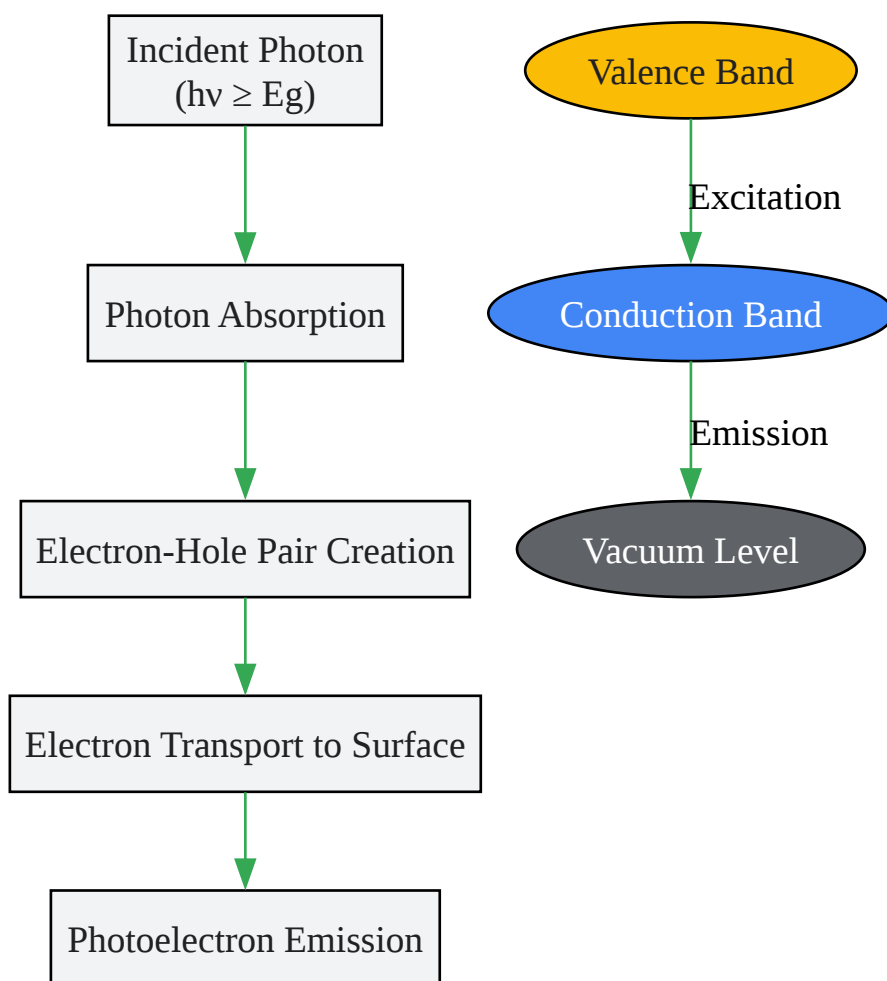 Incident Photon
(hν ≥ Eg)
Photon Absorption
Electron-Hole Pair Creation
Electron Transport to Surface
Photoelectron Emission
Valence Band
Excitation
Conduction Band
Emission
Vacuum Level